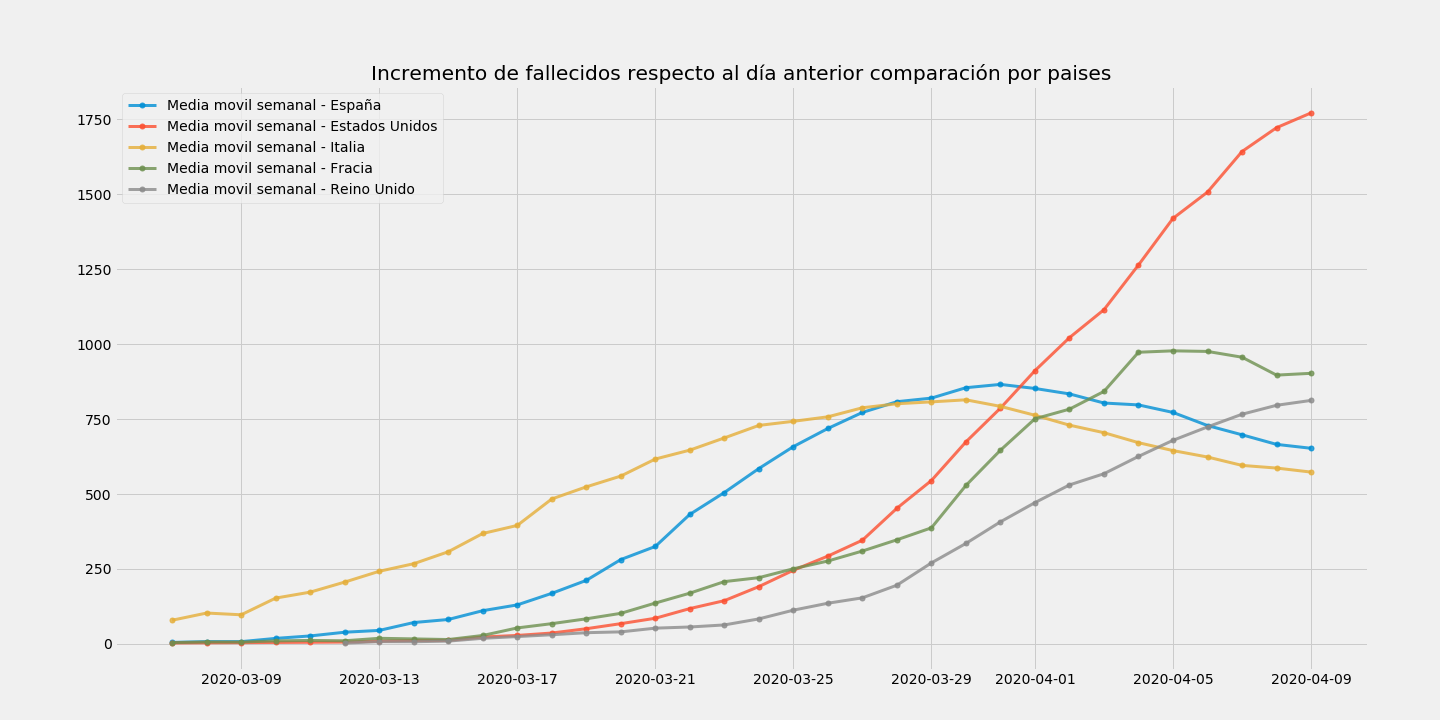 Incremento de fallecidos respecto al día anterior comparación por paises
Media movil semanal - España
Media movil semanal - Estados Unidos
Media movil semanal - Italia
Media movil semanal - Fracia
Media movil semanal - Reino Unido
1750
1500
1250
1000
750
500
250
0
2020-03-09 2020-03-13 2020-03-17 2020-03-21 2020-03-25 2020-03-29 2020-04-01 2020-04-05 2020-04-09